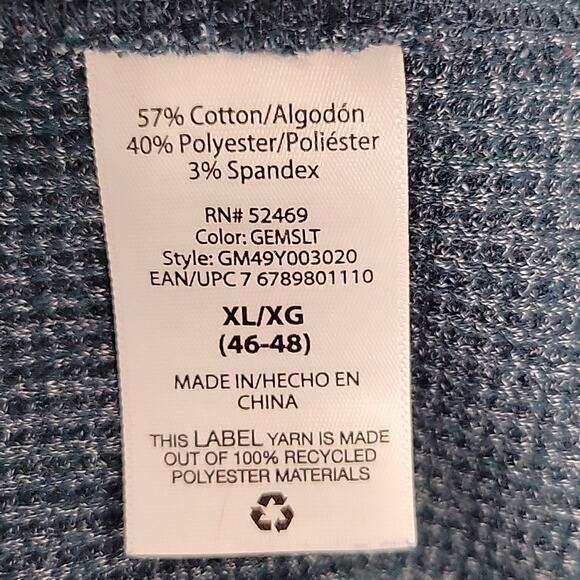 57% Cotton/Algodón
40% Polyester/Poliéster
3% Spandex
RN# 52469
Color: GEMSLT
Style: GM49Y003020
EAN/UPC 7 6789801110
XL/XG
(46-48)
MADE IN/HECHO EN
CHINA
THIS LABEL YARN IS MADE
OUT OF 100% RECYCLED
POLYESTER MATERIALS